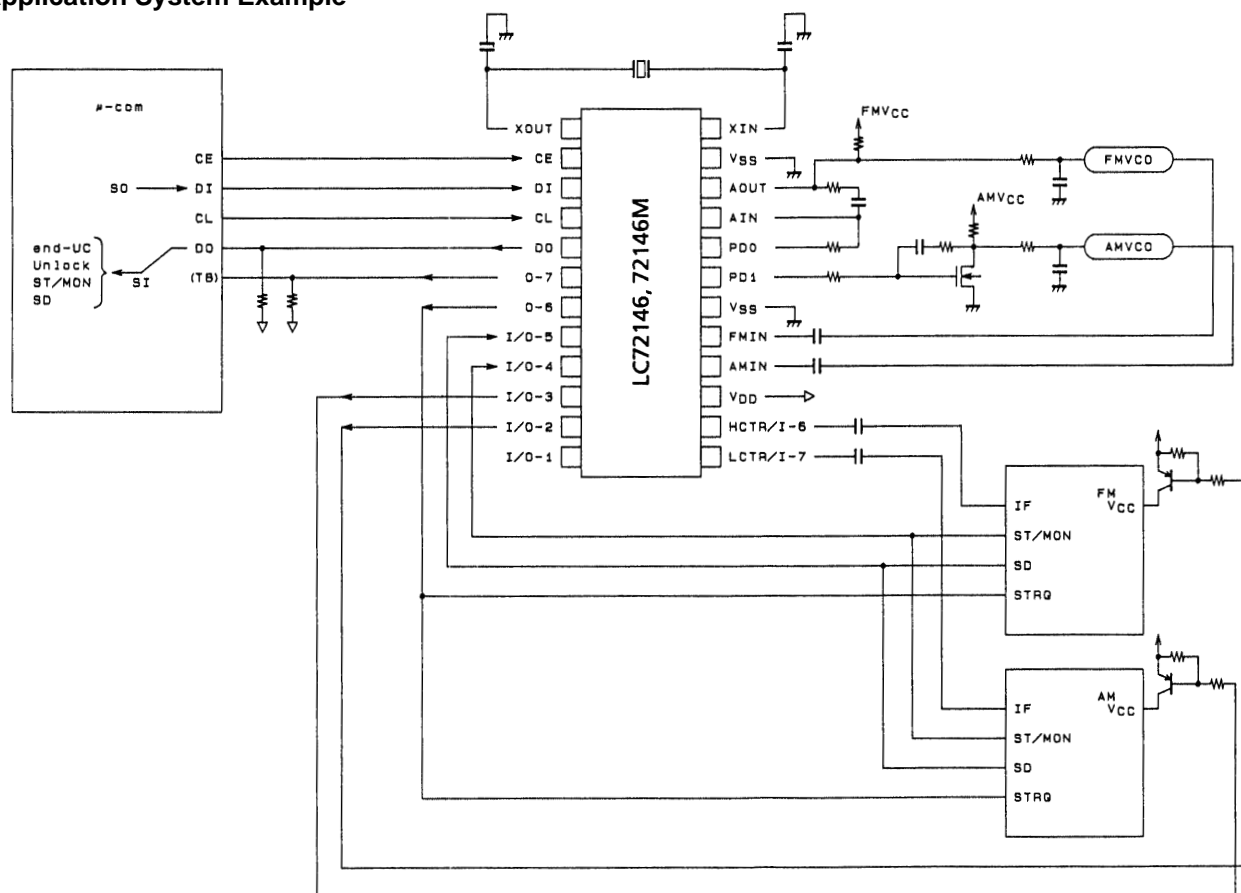 pplication System Example
μ-com
CE
SO
DI
CL
DO
end-UC
Unlock
ST/MON
SD
SI
(TB)
XOUT
CE
DI
CL
DO
O-7
O-6
I/O-5
I/O-4
I/O-3
I/O-2
I/O-1
LC72146, 72146M
XIN
VSS
AOUT
AIN
PD0
PD1
VSS
FMIN
AMIN
VDD
HCTR/I-6
LCTR/I-7
FMVCC
FMVCO
AMVCC
AMVCO
FM
VCC
IF
ST/MON
SD
STRQ
AM
VCC
IF
ST/MON
SD
STRQ